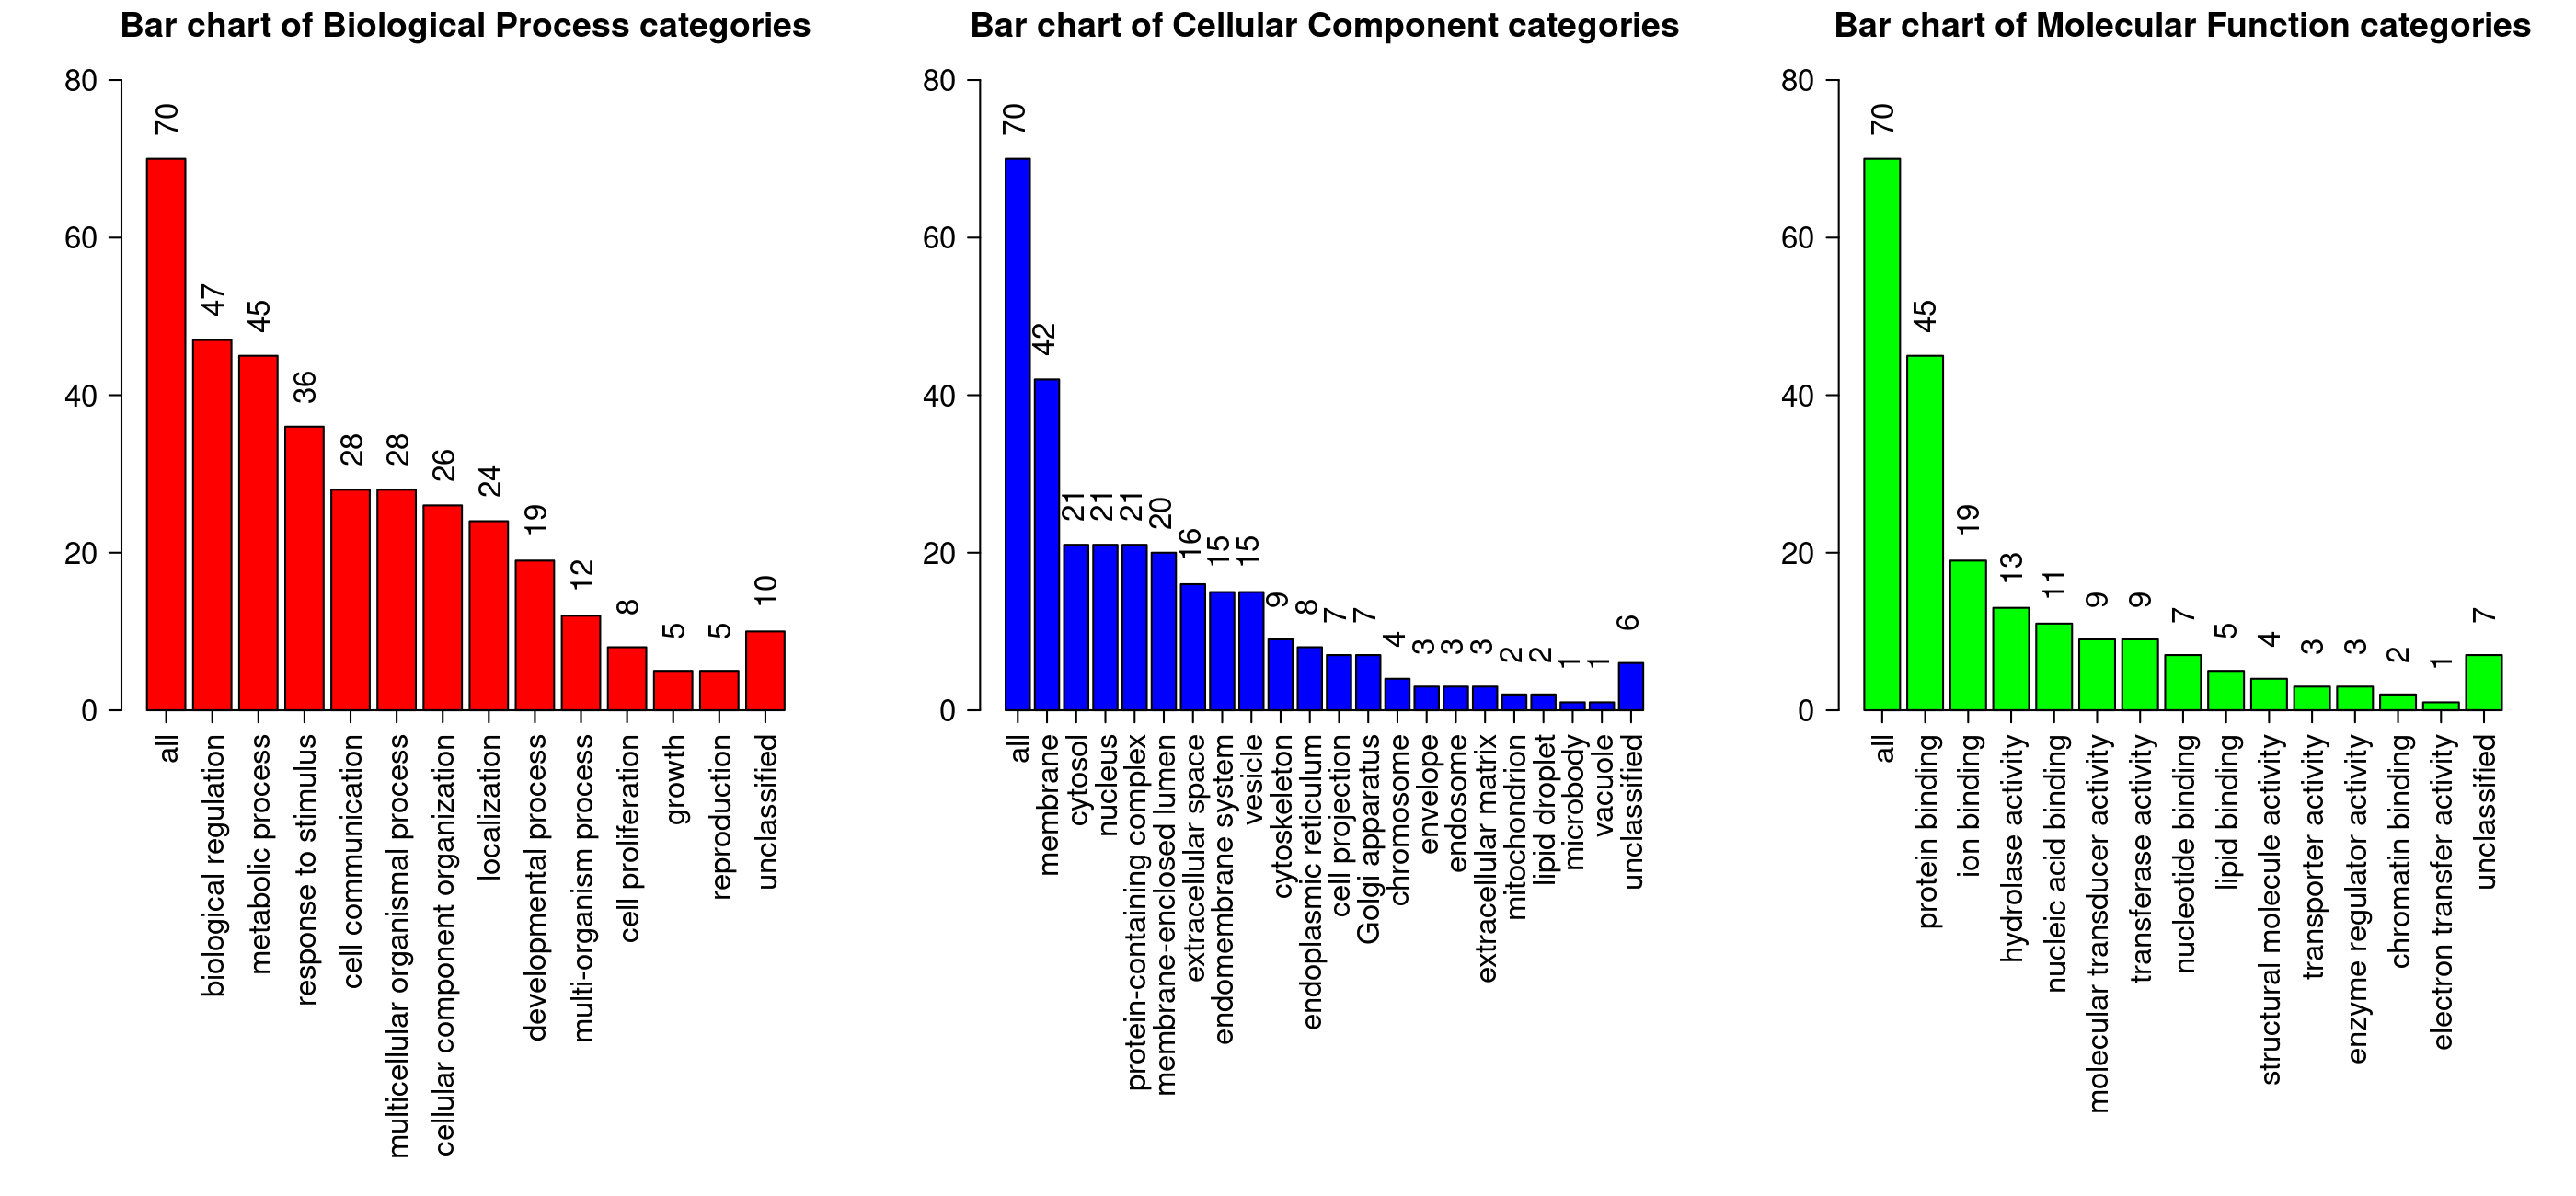 Bar chart of Biological Process categories
80
60
40
20
0
70
47
45
36
28
28
26
24
19
12
8
5
5
10
all
biological regulation
metabolic process
response to stimulus
cell communication
multicellular organismal process
cellular component organization
localization
developmental process
multi-organism process
cell proliferation
growth
reproduction
unclassified
Bar chart of Cellular Component categories
80
60
40
20
0
70
42
21
21
21
20
16
15
15
9
8
7
7
4
3
3
3
2
2
1
1
6
all
membrane
cytosol
nucleus
protein-containing complex
membrane-enclosed lumen
extracellular space
endomembrane system
vesicle
cytoskeleton
endoplasmic reticulum
cell projection
Golgi apparatus
chromosome
envelope
endosome
extracellular matrix
mitochondrion
lipid droplet
microbody
vacuole
unclassified
Bar chart of Molecular Function categories
80
60
40
20
0
70
45
19
13
11
9
9
7
5
4
3
3
2
1
7
all
protein binding
ion binding
hydrolase activity
nucleic acid binding
molecular transducer activity
transferase activity
nucleotide binding
lipid binding
structural molecule activity
transporter activity
enzyme regulator activity
chromatin binding
electron transfer activity
unclassified